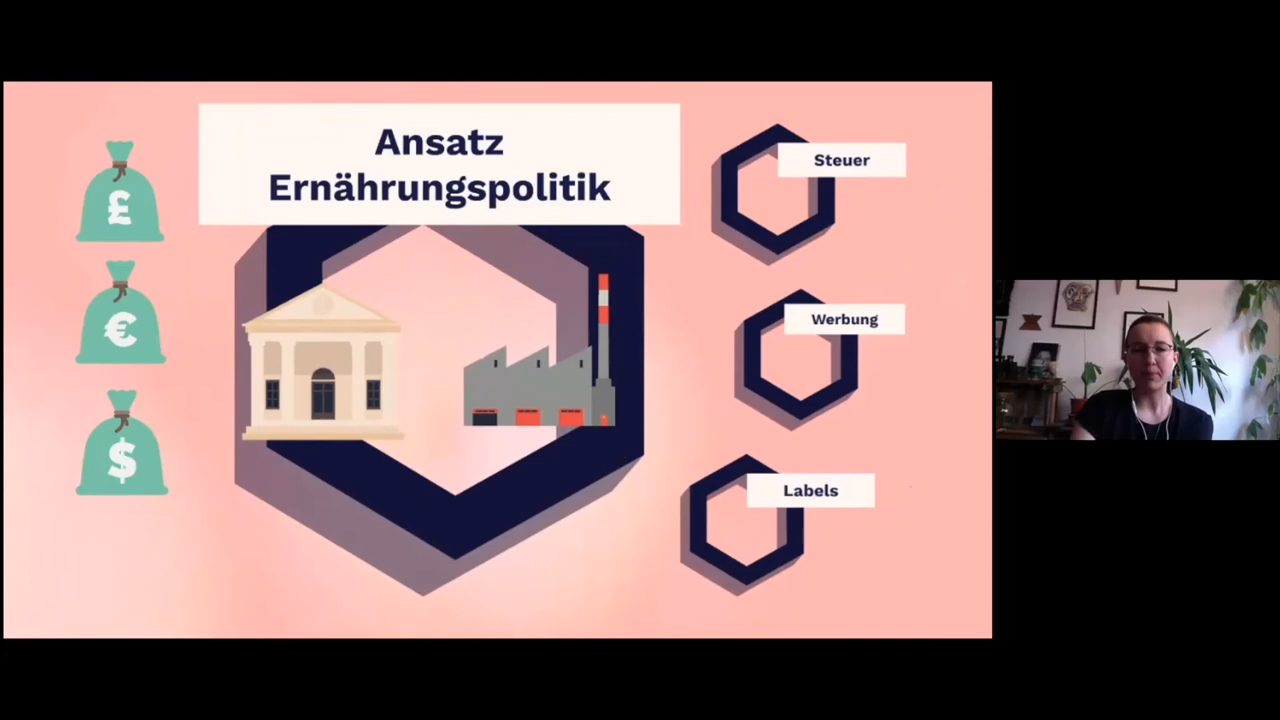 Ansatz
Ernährungspolitik
£
€
$
Steuer
Werbung
Labels